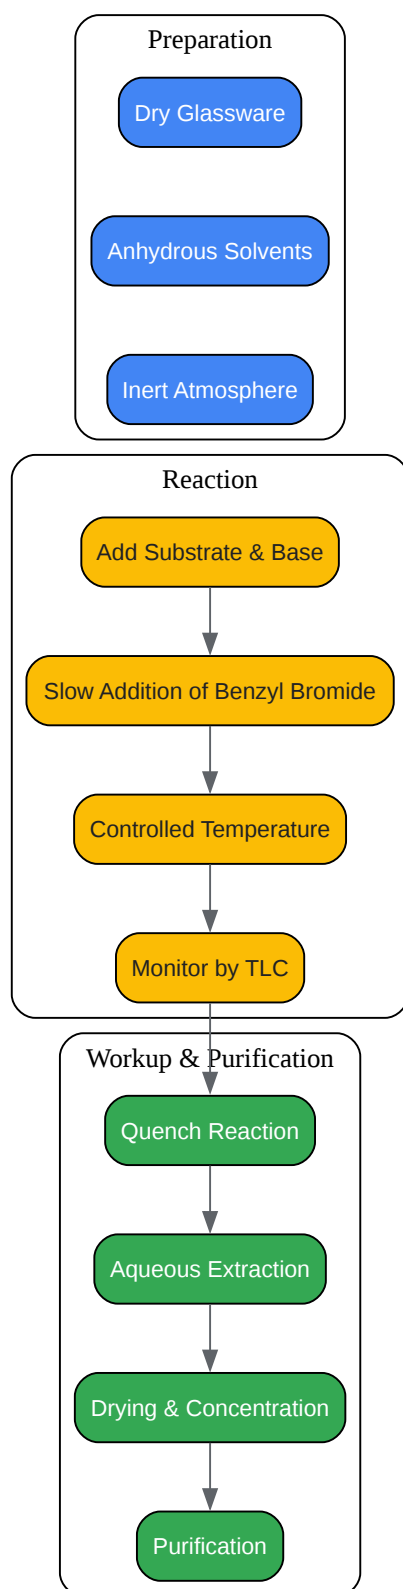 Preparation
Dry Glassware
Anhydrous Solvents
Inert Atmosphere
Reaction
Add Substrate & Base
Slow Addition of Benzyl Bromide
Controlled Temperature
Monitor by TLC
Workup & Purification
Quench Reaction
Aqueous Extraction
Drying & Concentration
Purification